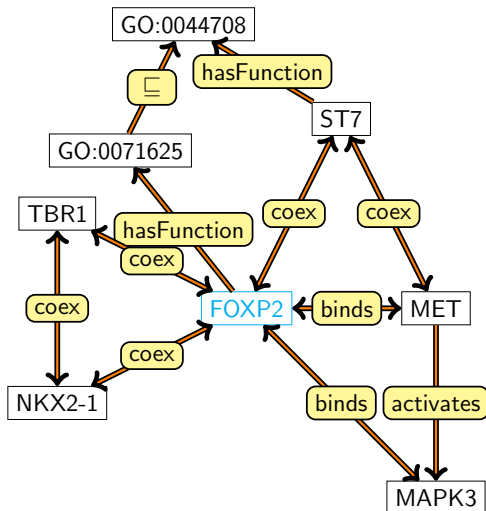 GO:0044708
hasFunction
⊑
ST7
GO:0071625
TBR1
hasFunction
coex
coex
coex
coex
FOXP2
binds
MET
coex
NKX2-1
binds
activates
MAPK3